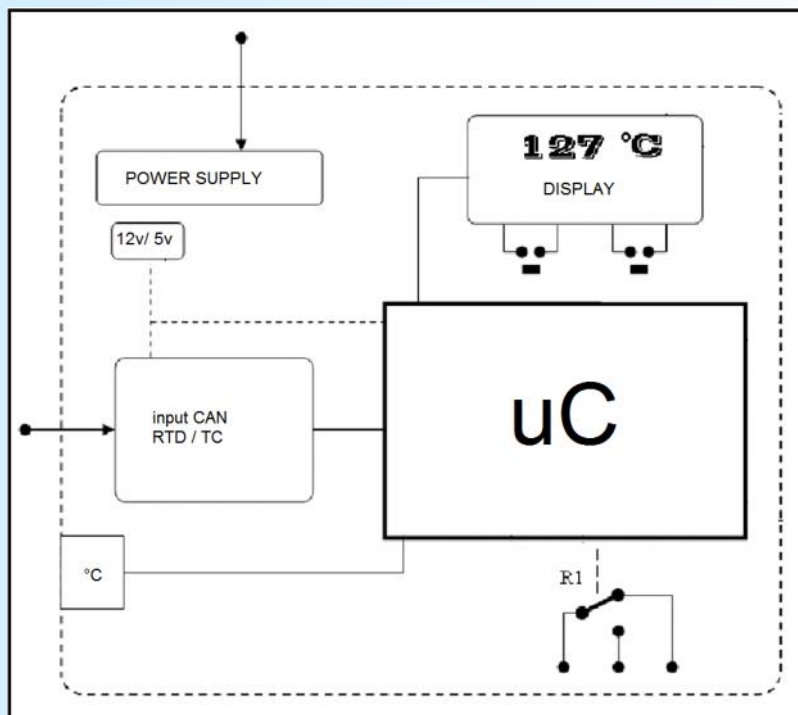 POWER SUPPLY
127 °C
DISPLAY
12v/ 5v
input CAN
RTD / TC
uC
°C
R1